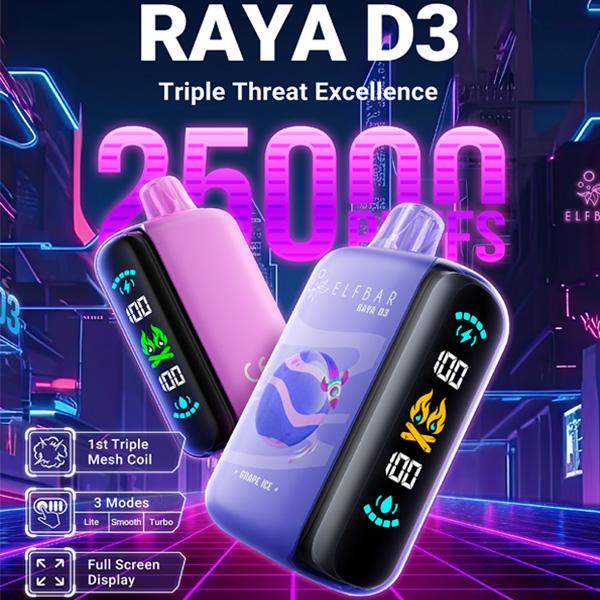 RAYA D3
Triple Threat Excellence
25000
PUFFS
ELFBAR
ELFBAR
RAYA D3
100
100
100
100
GRAPE ICE
1st Triple
Mesh Coil
3 Modes
Lite Smooth Turbo
Full Screen
Display